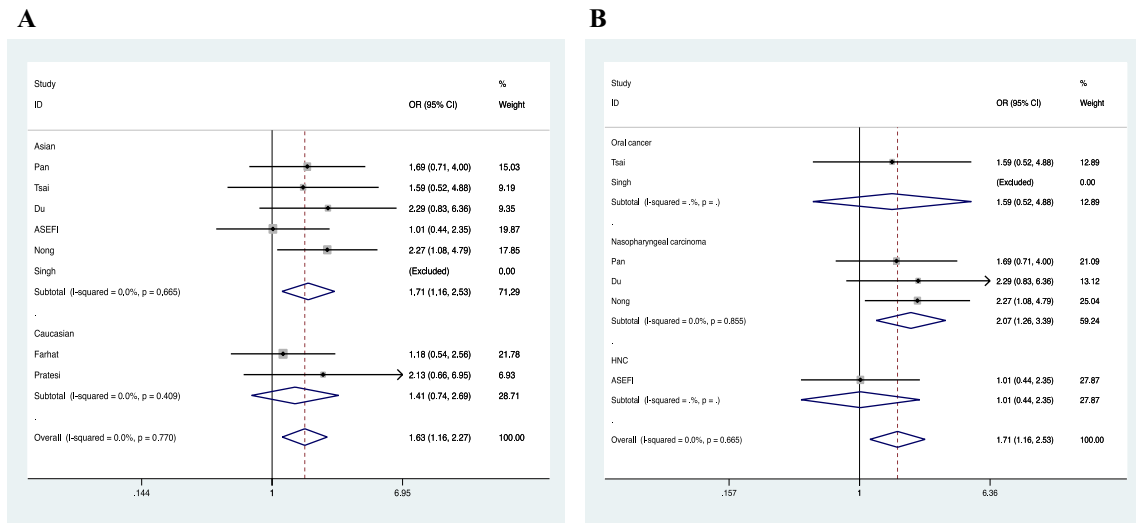 A
Study %
ID OR (95% CI) Weight
Asian
Pan 1.69 (0.71, 4.00) 15.03
Tsai 1.59 (0.52, 4.88) 9.19
Du 2.29 (0.83, 6.36) 9.35
ASEFI 1.01 (0.44, 2.35) 19.87
Nong 2.27 (1.08, 4.79) 17.85
Singh (Excluded) 0.00
Subtotal (I-squared = 0.0%, p = 0.665) 1.71 (1.16, 2.53) 71.29
.
Caucasian
Farhat 1.18 (0.54, 2.56) 21.78
Pratesi 2.13 (0.66, 6.95) 6.93
Subtotal (I-squared = 0.0%, p = 0.409) 1.41 (0.74, 2.69) 28.71
.
Overall (I-squared = 0.0%, p = 0.770) 1.63 (1.16, 2.27) 100.00
.144 1 6.95
B
Study %
ID OR (95% CI) Weight
Oral cancer
Tsai 1.59 (0.52, 4.88) 12.89
Singh (Excluded) 0.00
Subtotal (I-squared = .%, p = .) 1.59 (0.52, 4.88) 12.89
.
Nasopharyngeal carcinoma
Pan 1.69 (0.71, 4.00) 21.09
Du 2.29 (0.83, 6.36) 13.12
Nong 2.27 (1.08, 4.79) 25.04
Subtotal (I-squared = 0.0%, p = 0.855) 2.07 (1.26, 3.39) 59.24
.
HNC
ASEFI 1.01 (0.44, 2.35) 27.87
Subtotal (I-squared = .%, p = .) 1.01 (0.44, 2.35) 27.87
.
Overall (I-squared = 0.0%, p = 0.665) 1.71 (1.16, 2.53) 100.00
.157 1 6.36